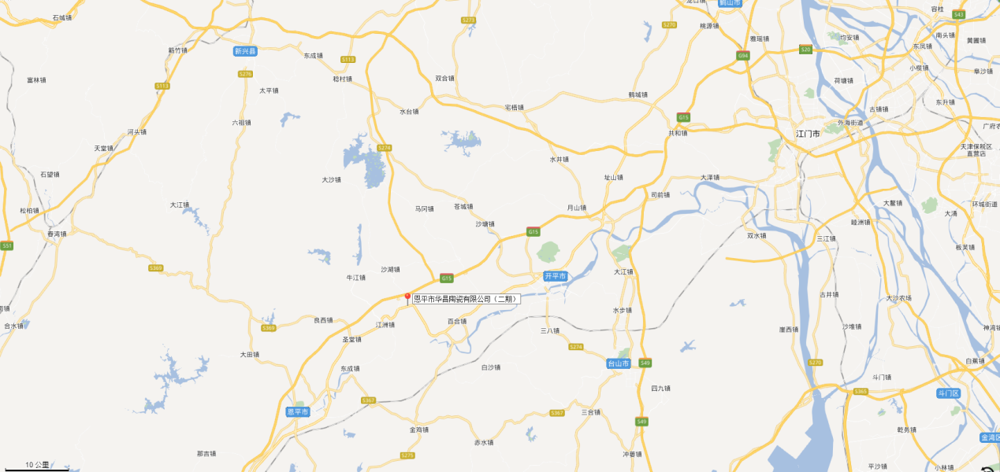 石城镇
新兴县
筋竹镇
东成镇
S113
S276
稔村镇
富林镇
S113
太平镇
六祖镇
河头镇
天堂镇
石望镇
大江镇
松柏镇
春湾镇
S51
S369
合水镇
S273
双合镇
水台镇
宅梧镇
S274
大沙镇
马冈镇
苍城镇
沙塘镇
水井镇
月山镇
G15
沙湖镇
牛江镇
G15
恩平市华昌陶瓷有限公司（二期）
开平市
大江镇
良西镇
江洲镇
百合镇
S369
圣堂镇
大田镇
东成镇
白沙镇
三八镇
水步镇
S274
台山市
S49
四九镇
恩平市
S367
金鸡镇
S367
三合镇
S49
赤水镇
那吉镇
S275
冲蒌镇
10 公里
龙口镇
鹤山市
S270
桃源镇
雅瑶镇
G94
S20
均安镇
容桂
S43
南头镇
黄圃镇
东凤镇
小榄镇
阜沙镇
荷塘镇
鹤城镇
G15
共和镇
古镇镇
东升镇
外海街道
江门市
天津保税区
直营店
址山镇
司前镇
大泽镇
大鳌镇
环城街道
大涌
睦洲镇
双水镇
三江镇
板芙镇
古井镇
大沙农场
沙堆镇
崖西镇
神湾镇
白蕉镇
S270
斗门镇
S365
斗门区
乾务镇
金湾区
平沙镇
小林镇